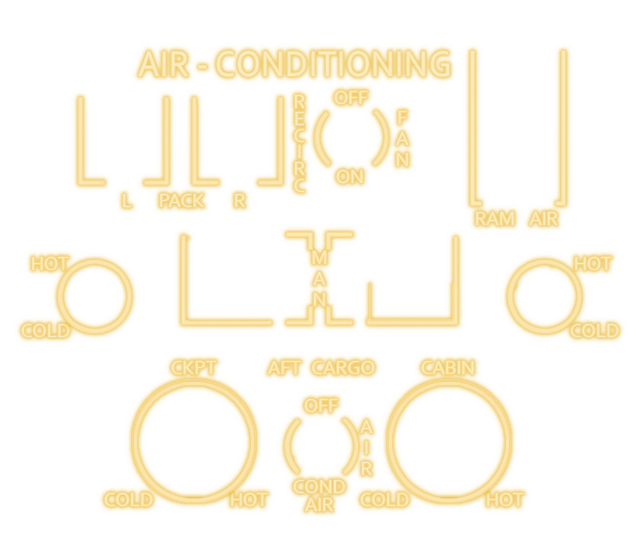 AIR - CONDITIONING
RECIRC
OFF
FAN
ON
L PACK R
RAM AIR
HOT
COLD
MAN
HOT
COLD
CKPT
AFT CARGO
CABIN
OFF
AIR
COND
AIR
COLD
HOT
COLD
HOT